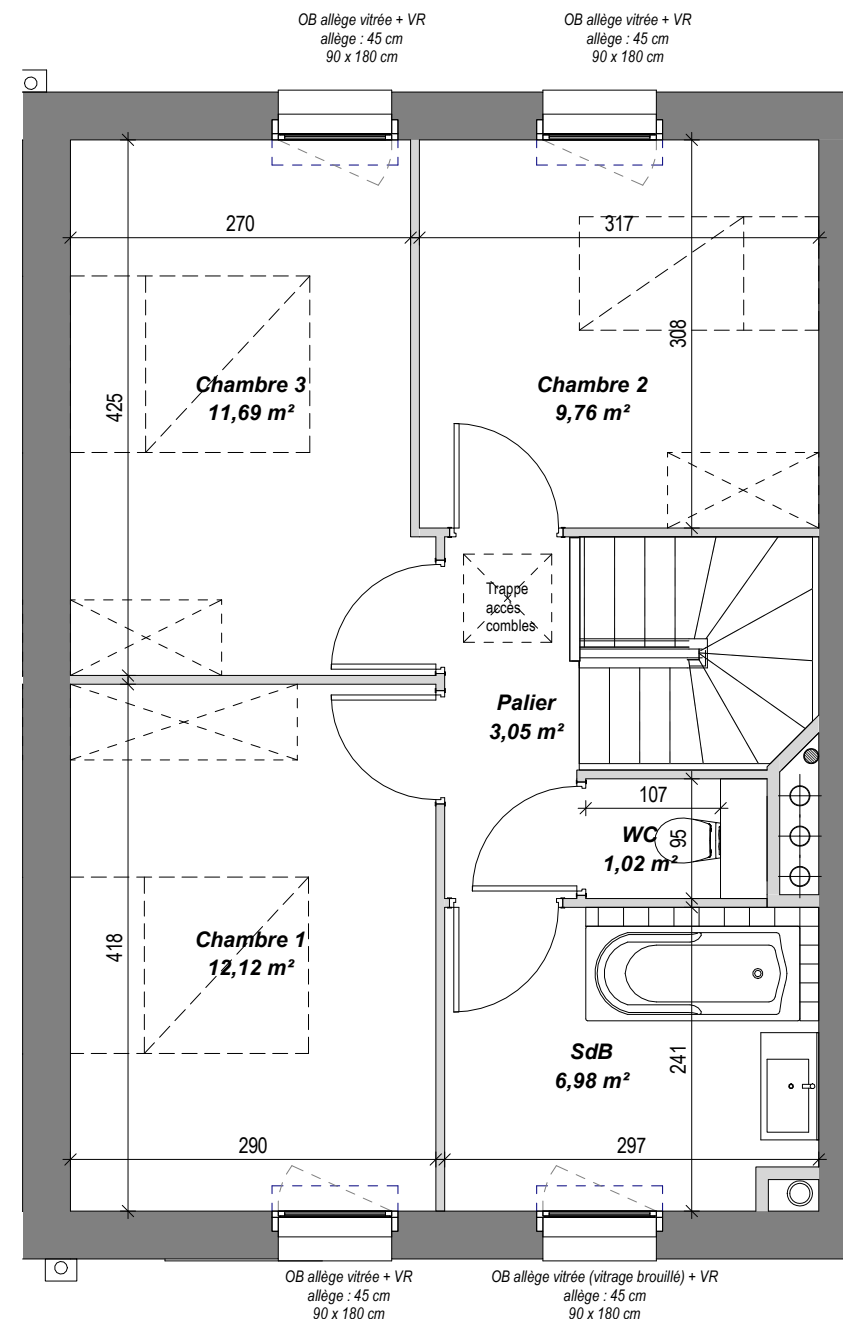 OB allège vitrée + VR
allège : 45 cm
90 x 180 cm
OB allège vitrée + VR
allège : 45 cm
90 x 180 cm
270
317
308
Chambre 3
11,69 m²
Chambre 2
9,76 m²
425
Trappe
accès
combles
Palier
3,05 m²
107
WC
95
1,02 m²
Chambre 1
12,12 m²
418
SdB
6,98 m²
241
290
297
OB allège vitrée + VR
allège : 45 cm
90 x 180 cm
OB allège vitrée (vitrage brouillé) + VR
allège : 45 cm
90 x 180 cm